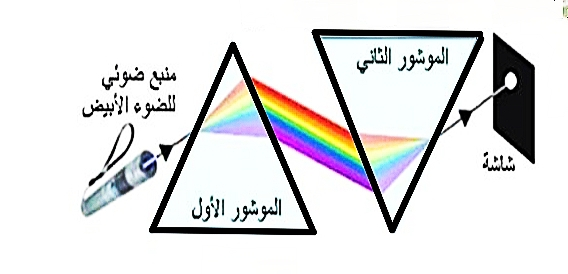 منبع ضوئي
للضوء الأبيض
الموشور الأول
الموشور الثاني
شاشة